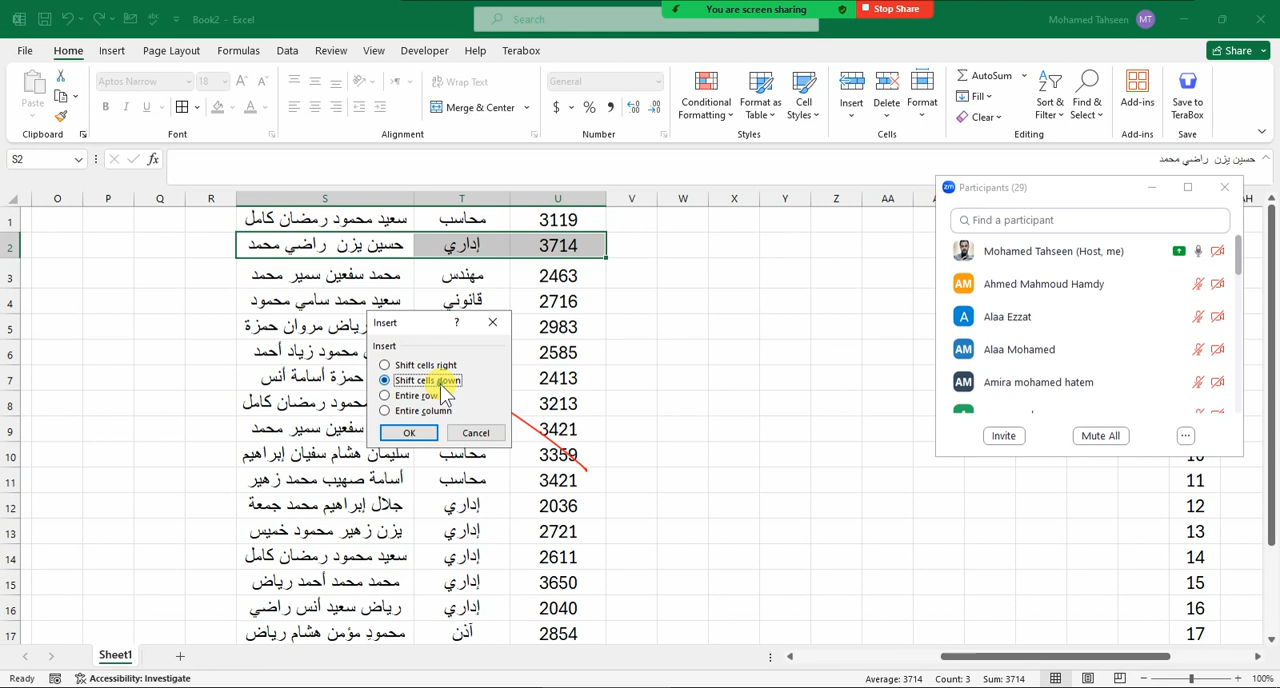 Book2 - Excel
Search
You are screen sharing
Stop Share
Mohamed Tahseen
MT
File
Home
Insert
Page Layout
Formulas
Data
Review
View
Developer
Help
Terabox
Share
Paste
Clipboard
Aptos Narrow
18
Font
Wrap Text
Merge & Center
Alignment
General
Number
Conditional Formatting
Format as Table
Cell Styles
Styles
Insert
Delete
Format
Cells
AutoSum
Fill
Clear
Sort & Filter
Find & Select
Editing
Add-ins
Add-ins
Save to TeraBox
Save
S2
fx
حسين يزن راضي محمد
O P Q R S T U V W X Y Z AA AH
1 سعيد محمود رمضان كامل محاسب 3119
2 حسين يزن راضي محمد إداري 3714
3 محمد سفعين سمير محمد مهندس 2463
4 سعيد محمد سامي محمود قانوني 2716
5 رياض مروان حمزة 2983
6 محمود زياد أحمد 2585
7 حمزة أسامة أنس 2413
8 محمود رمضان كامل 3213
9 سفعين سمير محمد 3421
10 سليمان هشام سفيان إبراهيم محاسب 3359
11 أسامة صهيب محمد زهير محاسب 3421 11
12 جلال إبراهيم محمد جمعة إداري 2036 12
13 يزن زهير محمود خميس إداري 2721 13
14 سعيد محمود رمضان كامل إداري 2611 14
15 محمد محمد أحمد رياض إداري 3650 15
16 رياض سعيد أنس راضي إداري 2040 16
17 محمود مؤمن هشام رياض آذن 2854 17
Insert
?
Insert
Shift cells right
Shift cells down
Entire row
Entire column
OK
Cancel
zm Participants (29)
Find a participant
Mohamed Tahseen (Host, me)
AM Ahmed Mahmoud Hamdy
A Alaa Ezzat
AM Alaa Mohamed
AM Amira mohamed hatem
Invite
Mute All
...
Sheet1
Ready
Accessibility: Investigate
Average: 3714
Count: 3
Sum: 3714
100%